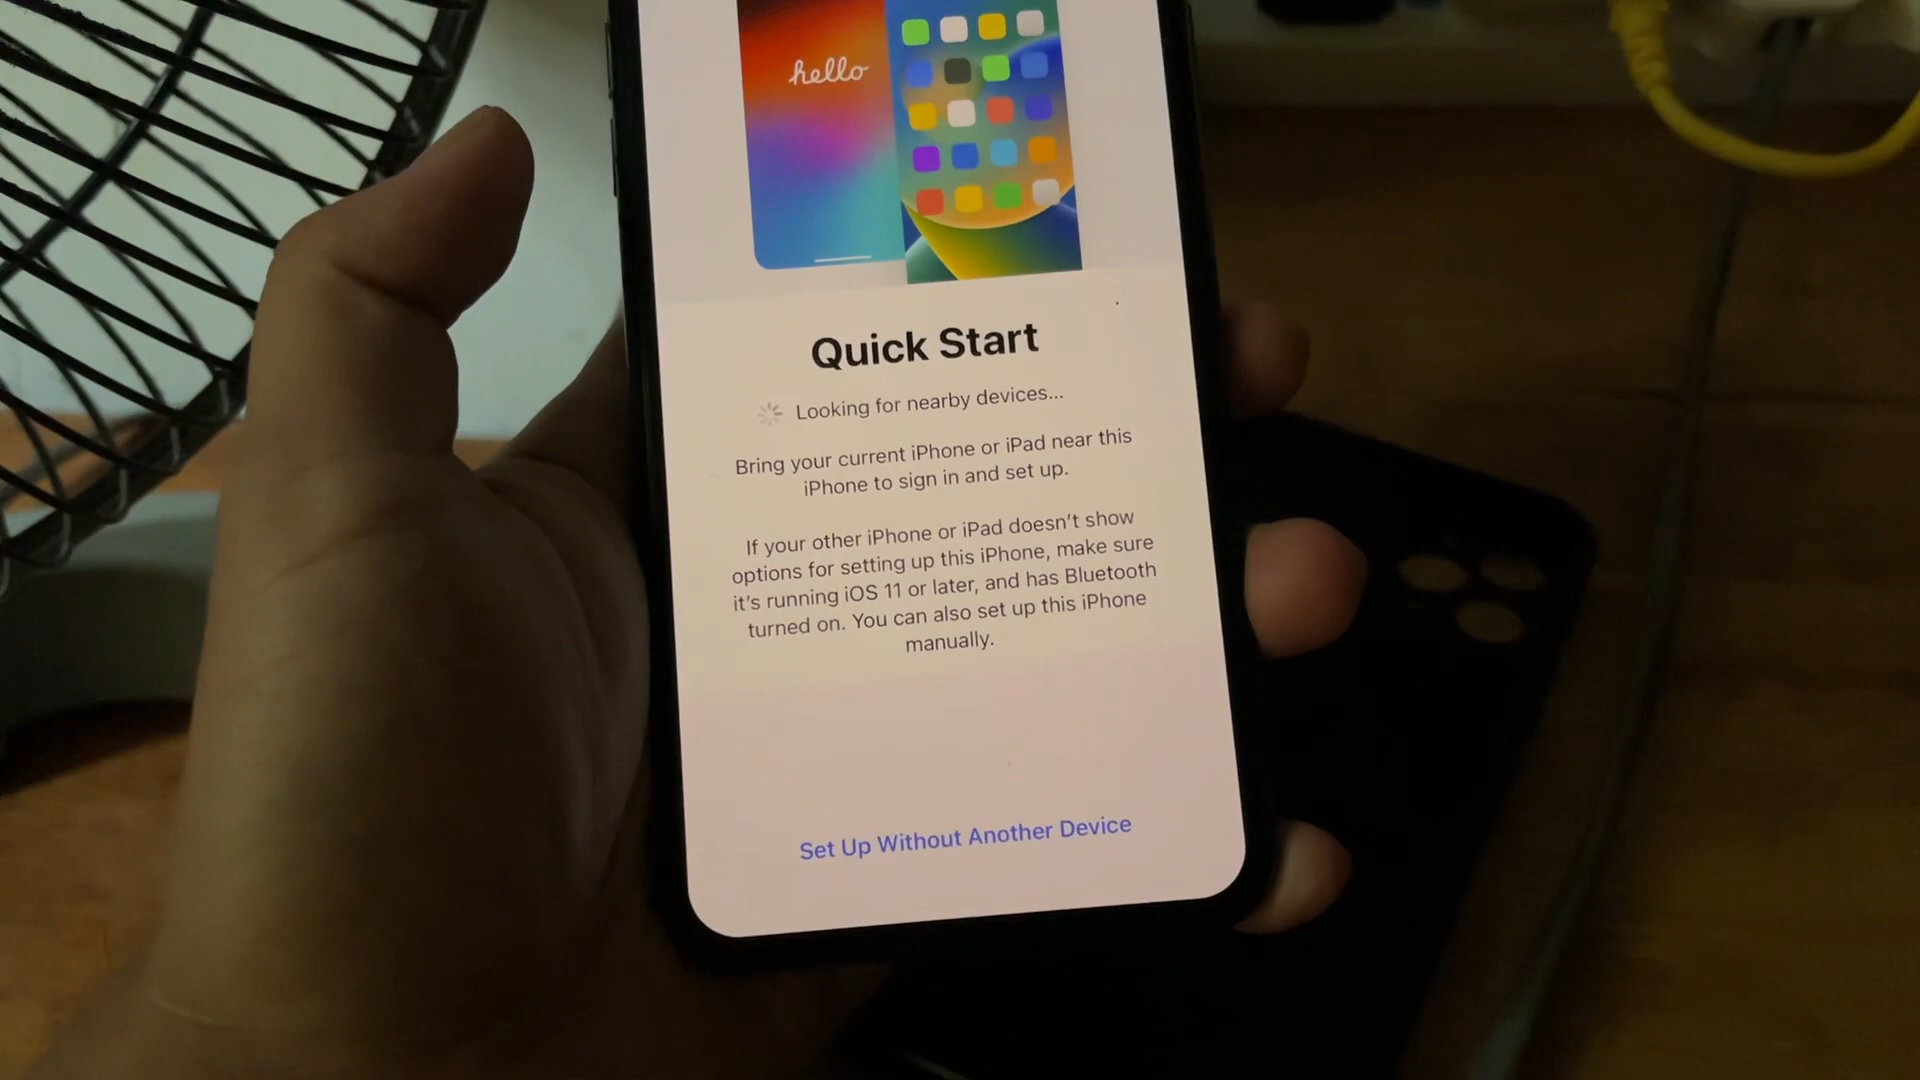 hello
Quick Start
Looking for nearby devices...
Bring your current iPhone or iPad near this
iPhone to sign in and set up.
If your other iPhone or iPad doesn't show
options for setting up this iPhone, make sure
it's running iOS 11 or later, and has Bluetooth
turned on. You can also set up this iPhone
manually.
Set Up Without Another Device